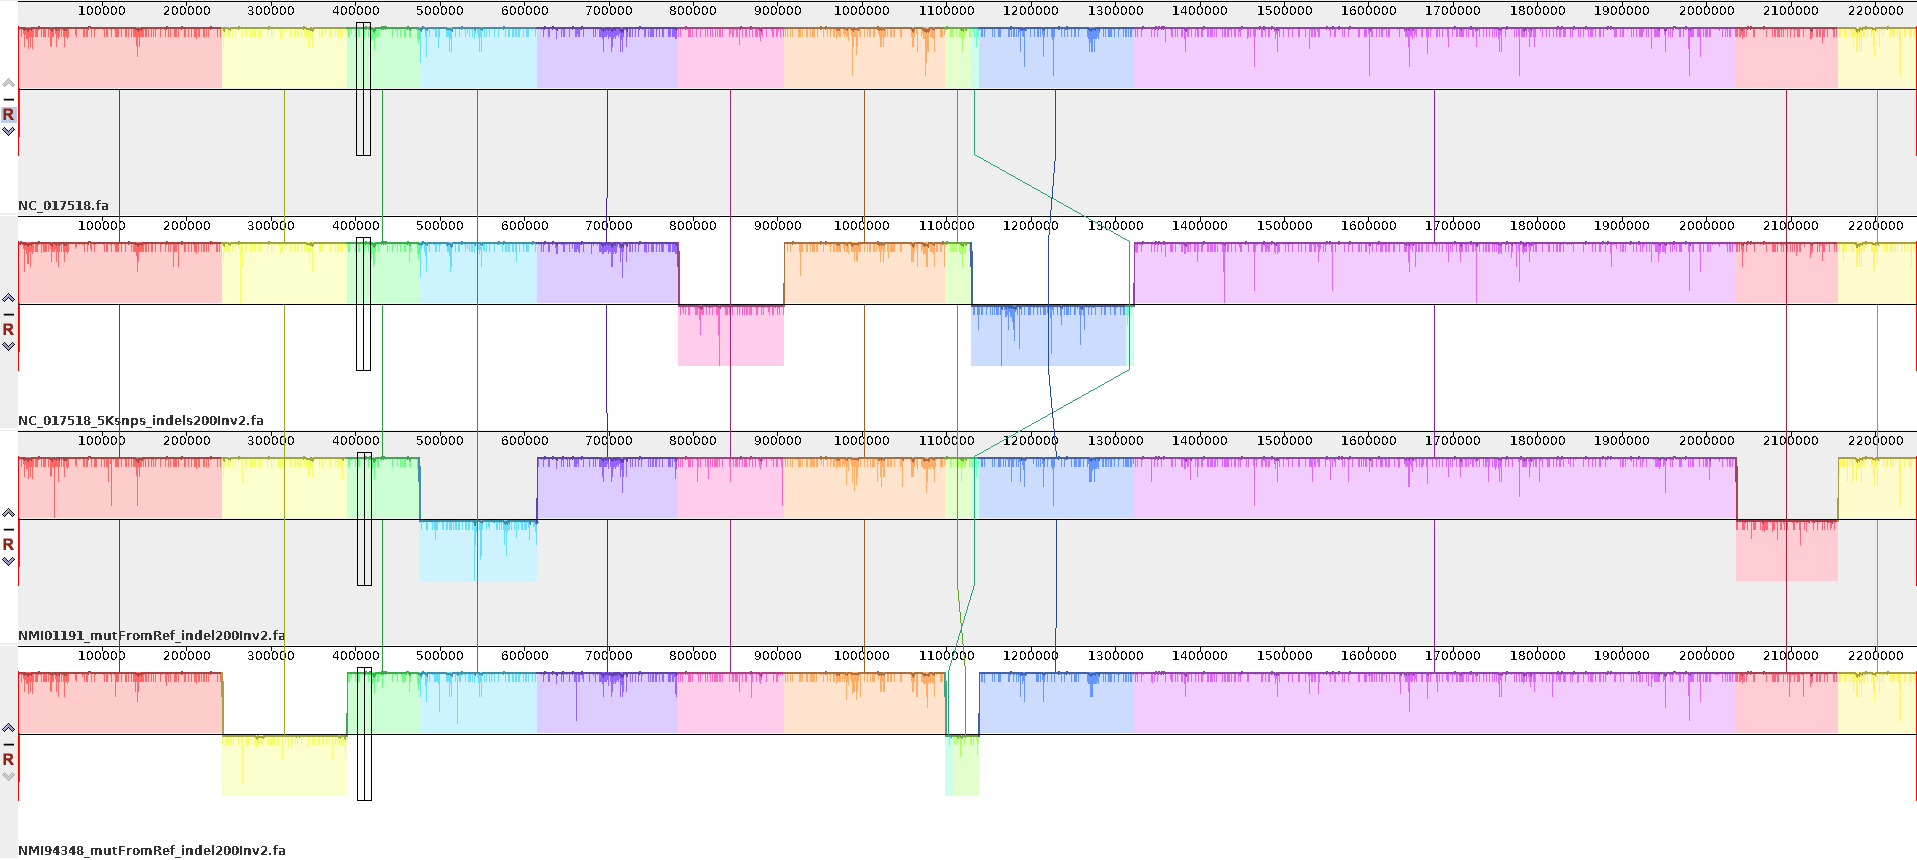 100000 200000 300000 400000 500000 600000 700000 800000 900000 1000000 1100000 1200000 1300000 1400000 1500000 1600000 1700000 1800000 1900000 2000000 2100000 2200000
R
NC_017518.fa
100000 200000 300000 400000 500000 600000 700000 800000 900000 1000000 1100000 1200000 1300000 1400000 1500000 1600000 1700000 1800000 1900000 2000000 2100000 2200000
R
NC_017518_5Ksnps_indels200Inv2.fa
100000 200000 300000 400000 500000 600000 700000 800000 900000 1000000 1100000 1200000 1300000 1400000 1500000 1600000 1700000 1800000 1900000 2000000 2100000 2200000
R
NMI01191_mutFromRef_indel200Inv2.fa
100000 200000 300000 400000 500000 600000 700000 800000 900000 1000000 1100000 1200000 1300000 1400000 1500000 1600000 1700000 1800000 1900000 2000000 2100000 2200000
R
NMI94348_mutFromRef_indel200Inv2.fa